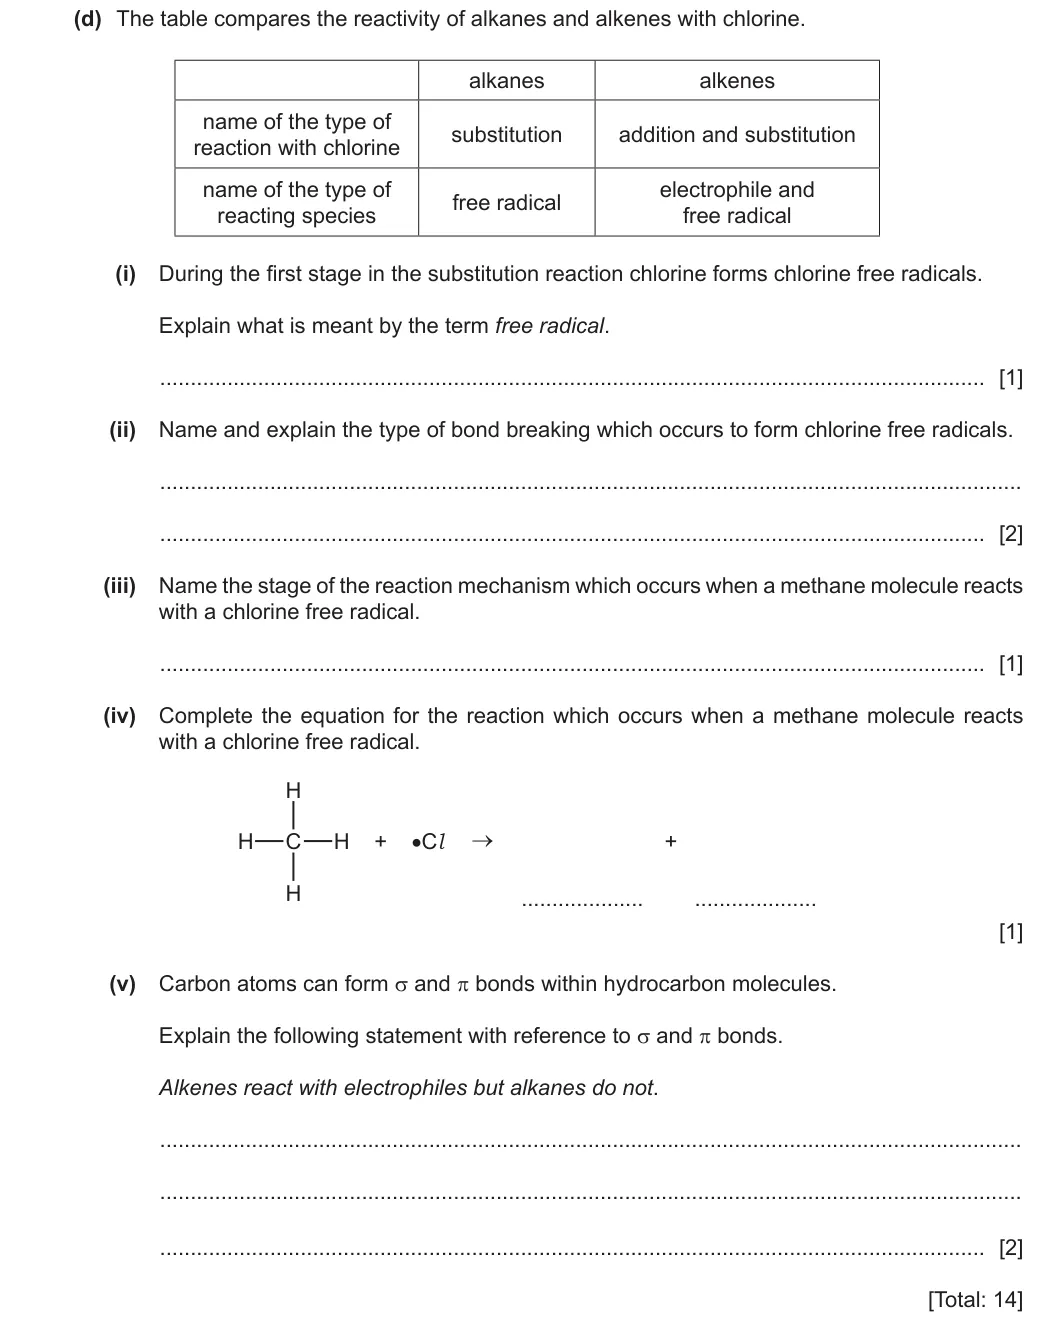 (d) The table compares the reactivity of alkanes and alkenes with chlorine.
alkanes alkenes
name of the type of
reaction with chlorine
substitution
addition and substitution
name of the type of
reacting species
free radical
electrophile and
free radical
(i) During the first stage in the substitution reaction chlorine forms chlorine free radicals.
Explain what is meant by the term free radical.
[1]
(ii) Name and explain the type of bond breaking which occurs to form chlorine free radicals.
[2]
(iii) Name the stage of the reaction mechanism which occurs when a methane molecule reacts
with a chlorine free radical.
[1]
(iv) Complete the equation for the reaction which occurs when a methane molecule reacts
with a chlorine free radical.
H
H C H + •Cl → +
H
[1]
(v) Carbon atoms can form σ and π bonds within hydrocarbon molecules.
Explain the following statement with reference to σ and π bonds.
Alkenes react with electrophiles but alkanes do not.
[2]
[Total: 14]